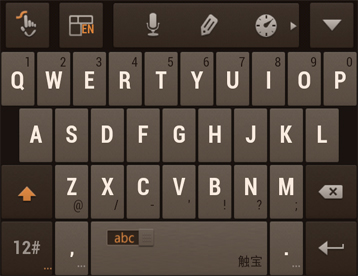 EN
1 2 3 4 5 6 7 8 9 0
Q W E R T Y U I O P
A S D F G H J K L
Z X C V B N M
@ / - ' ! ? ;
12# , abc 触宝 .
... ... ...